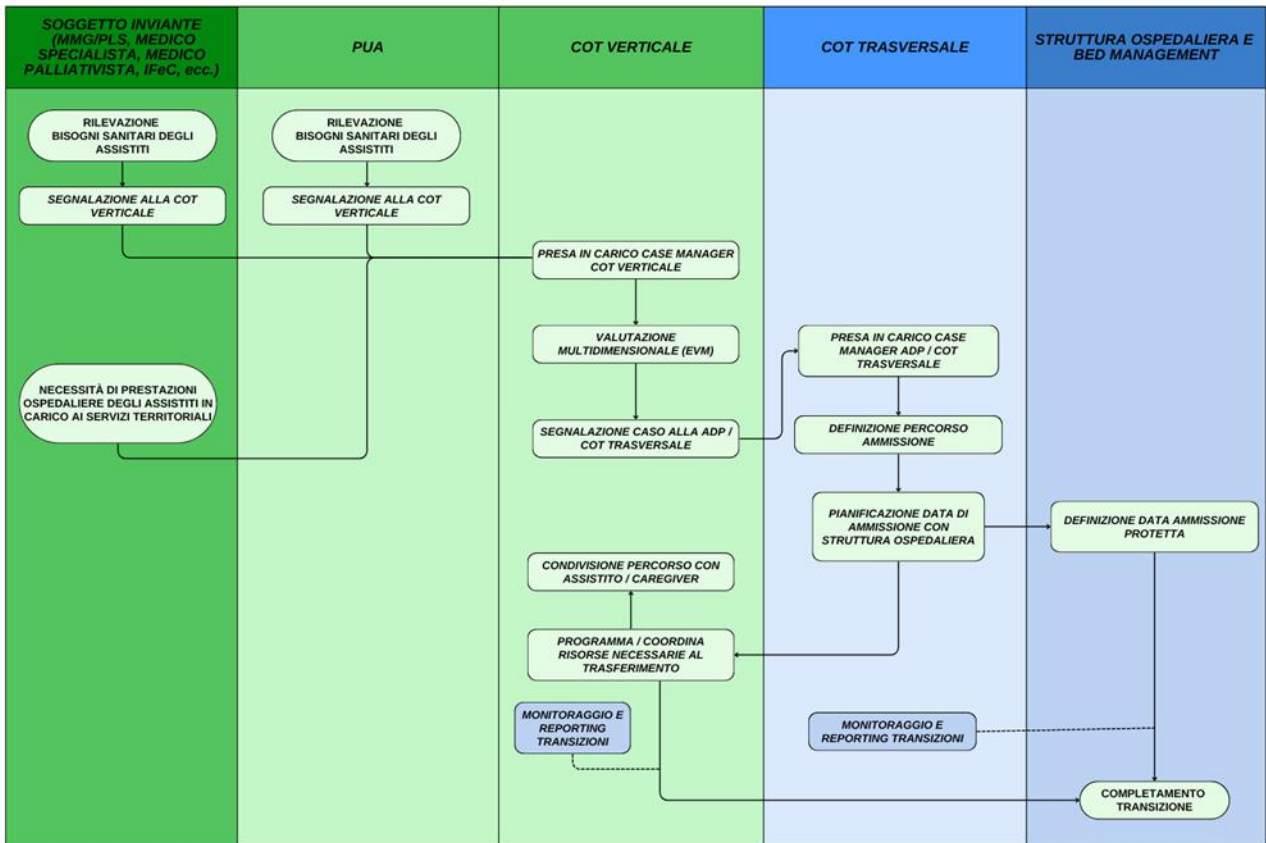 SOGGETTO INVIANTE
(MMG/PLS, MEDICO
SPECIALISTA, MEDICO
PALLIATIVISTA, IFeC, ecc.)
PUA
COT VERTICALE
COT TRASVERSALE
STRUTTURA OSPEDALIERA E
BED MANAGEMENT
RILEVAZIONE
BISOGNI SANITARI DEGLI
ASSISTITI
RILEVAZIONE
BISOGNI SANITARI DEGLI
ASSISTITI
SEGNALAZIONE ALLA COT
VERTICALE
SEGNALAZIONE ALLA COT
VERTICALE
PRESA IN CARICO CASE MANAGER
COT VERTICALE
VALUTAZIONE
MULTIDIMENSIONALE (EVM)
PRESA IN CARICO CASE
MANAGER ADP / COT
TRASVERSALE
NECESSITÀ DI PRESTAZIONI
OSPEDALIERE DEGLI ASSISTITI IN
CARICO AI SERVIZI TERRITORIALI
SEGNALAZIONE CASO ALLA ADP /
COT TRASVERSALE
DEFINIZIONE PERCORSO
AMMISSIONE
PIANIFICAZIONE DATA DI
AMMISSIONE CON
STRUTTURA OSPEDALIERA
DEFINIZIONE DATA AMMISSIONE
PROTETTA
CONDIVISIONE PERCORSO CON
ASSISTITO / CAREGIVER
PROGRAMMA / COORDINA
RISORSE NECESSARIE AL
TRASFERIMENTO
MONITORAGGIO E
REPORTING
TRANSIZIONI
MONITORAGGIO E
REPORTING TRANSIZIONI
COMPLETAMENTO
TRANSIZIONE